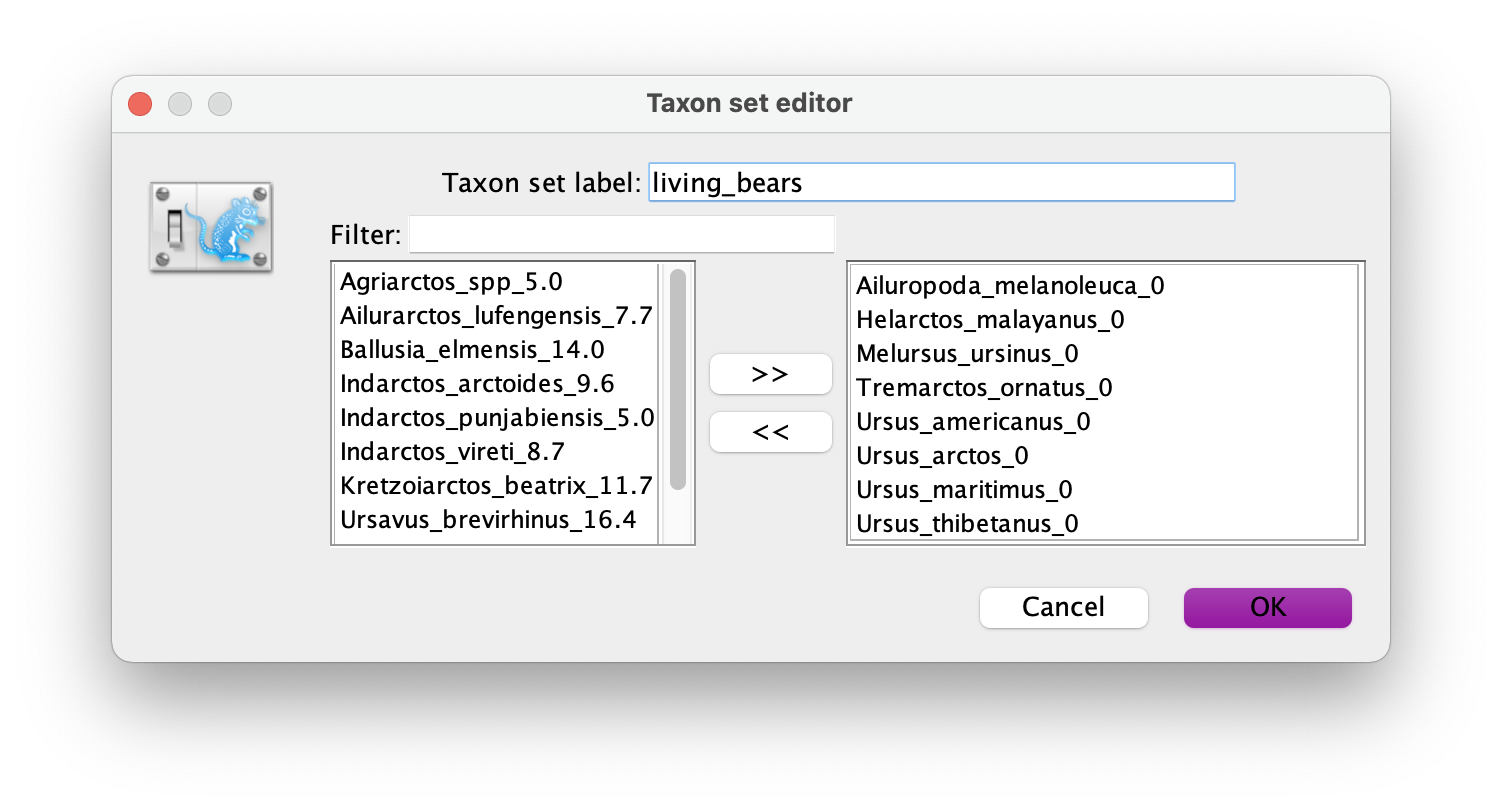 Taxon set editor
Taxon set label: living_bears
Filter:
Agriarctos_spp_5.0
Ailurarctos_lufengensis_7.7
Ballusia_elmensis_14.0
Indarctos_arctoides_9.6
Indarctos_punjabiensis_5.0
Indarctos_vireti_8.7
Kretzoiarctos_beatrix_11.7
Ursavus_brevirhinus_16.4
>>
<<
Ailuropoda_melanoleuca_0
Helarctos_malayanus_0
Melursus_ursinus_0
Tremarctos_ornatus_0
Ursus_americanus_0
Ursus_arctos_0
Ursus_maritimus_0
Ursus_thibetanus_0
Cancel
OK